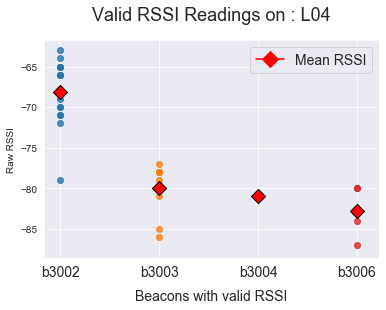 Valid RSSI Readings on : L04
Mean RSSI
Raw RSSI
−65
−70
−75
−80
−85
b3002 b3003 b3004 b3006
Beacons with valid RSSI